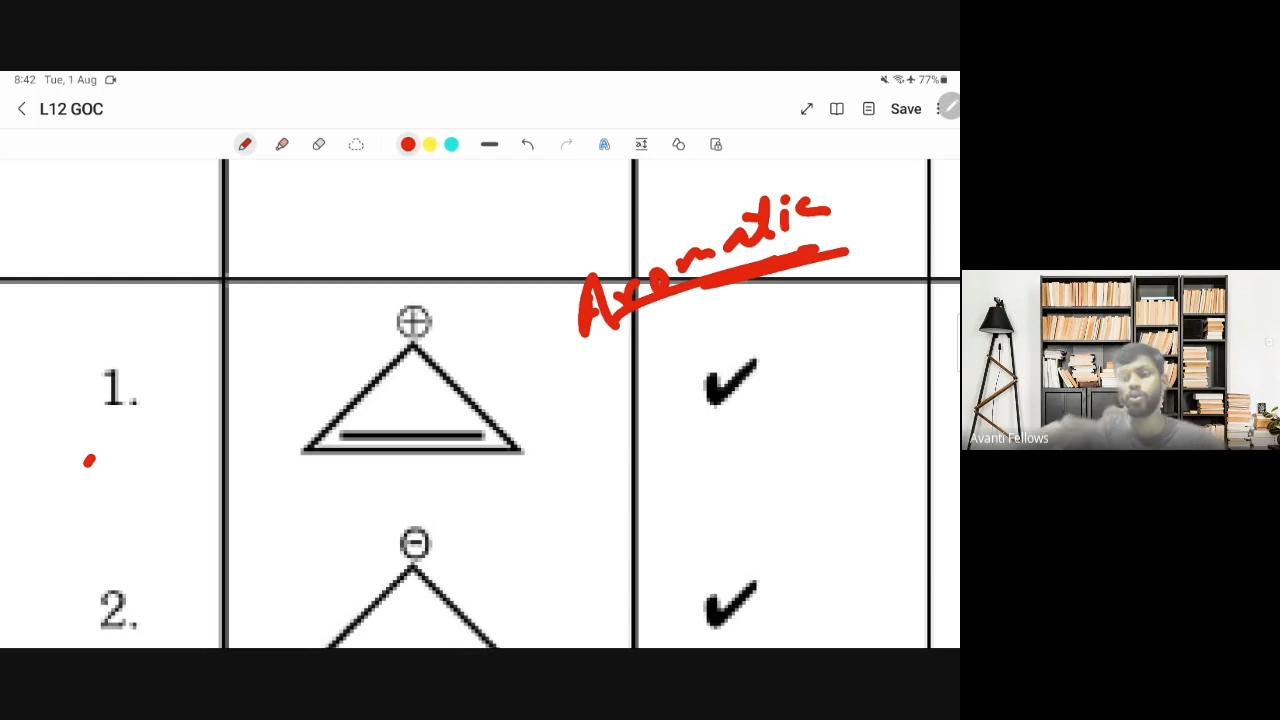 8:42 Tue, 1 Aug 77%
L12 GOC Save
Aromatic
⊕
1. ✔
⊖
2. ✔
Avanti Fellows